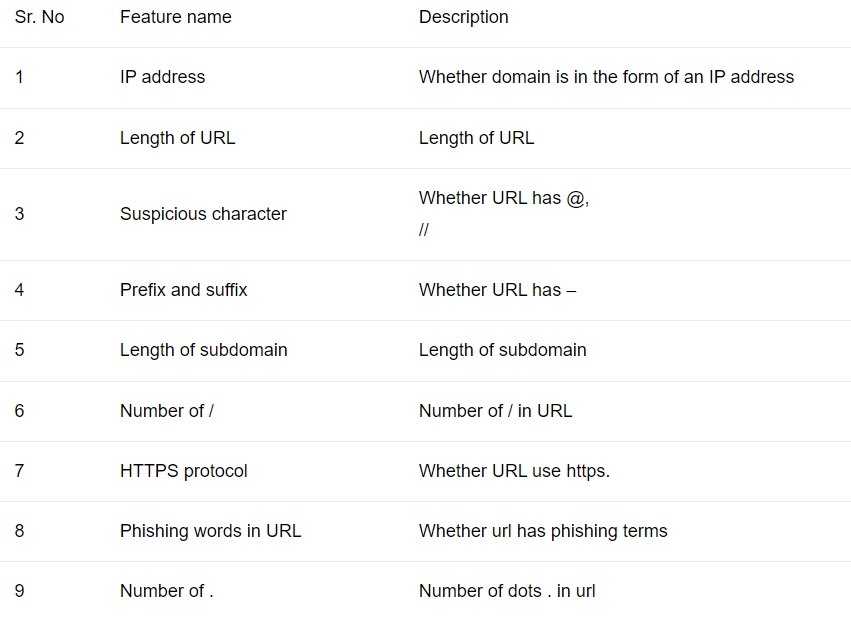 Sr. No Feature name Description
1 IP address Whether domain is in the form of an IP address
2 Length of URL Length of URL
3 Suspicious character Whether URL has @,
//
4 Prefix and suffix Whether URL has –
5 Length of subdomain Length of subdomain
6 Number of / Number of / in URL
7 HTTPS protocol Whether URL use https.
8 Phishing words in URL Whether url has phishing terms
9 Number of . Number of dots . in url